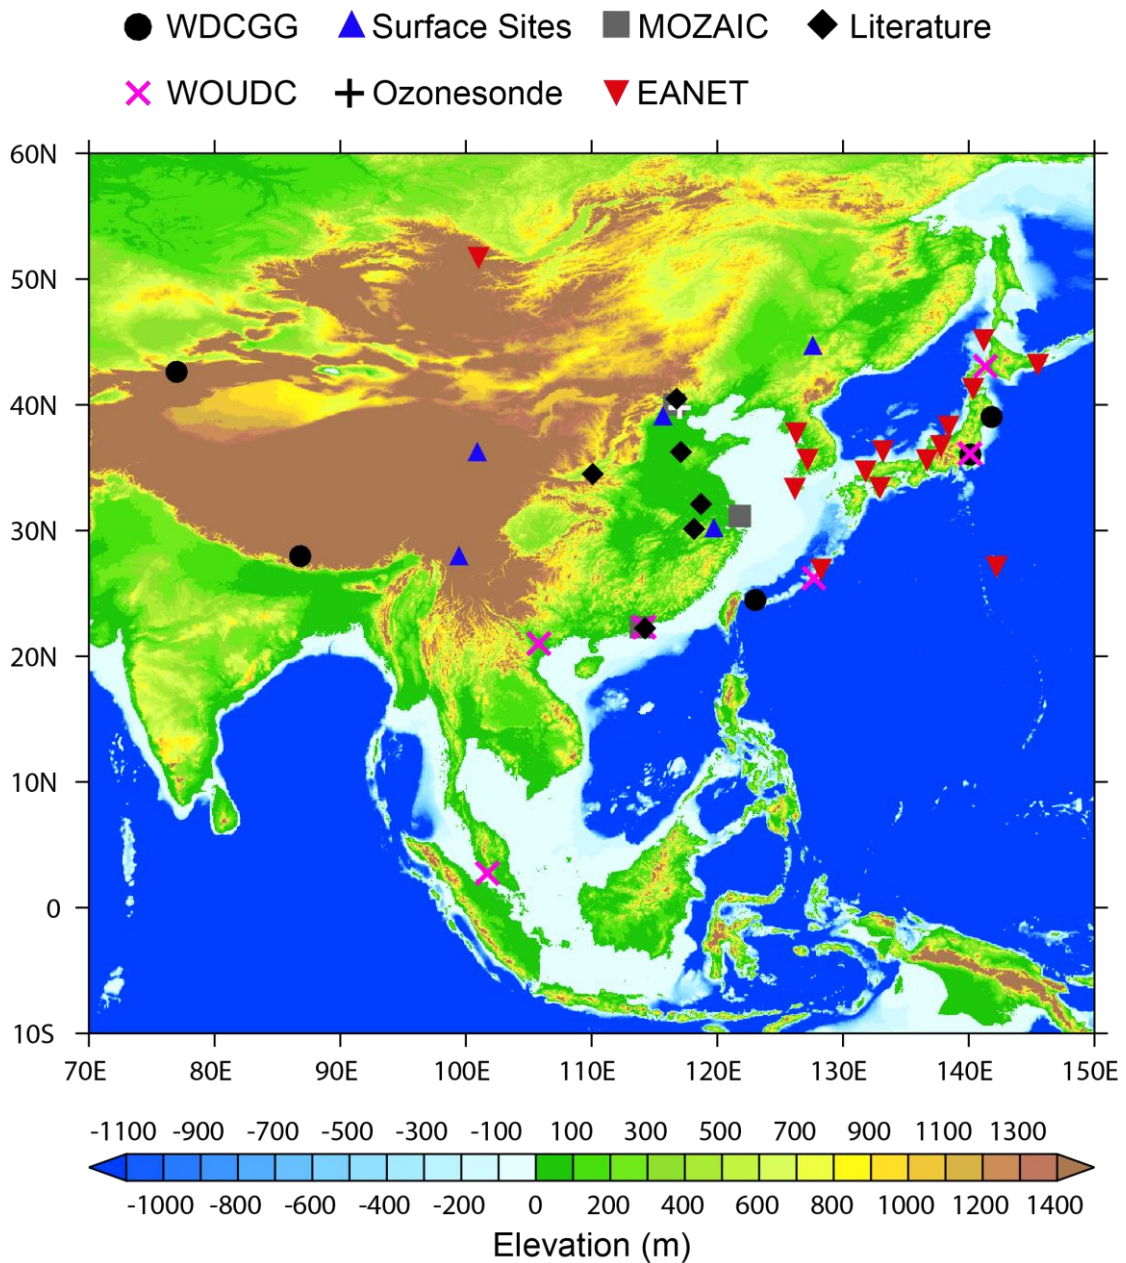 WDCGG Surface Sites MOZAIC Literature
WOUDC Ozonesonde EANET
60N
50N
40N
30N
20N
10N
0
10S
70E 80E 90E 100E 110E 120E 130E 140E 150E
-1100 -900 -700 -500 -300 -100 100 300 500 700 900 1100 1300
-1000 -800 -600 -400 -200 0 200 400 600 800 1000 1200 1400
Elevation (m)